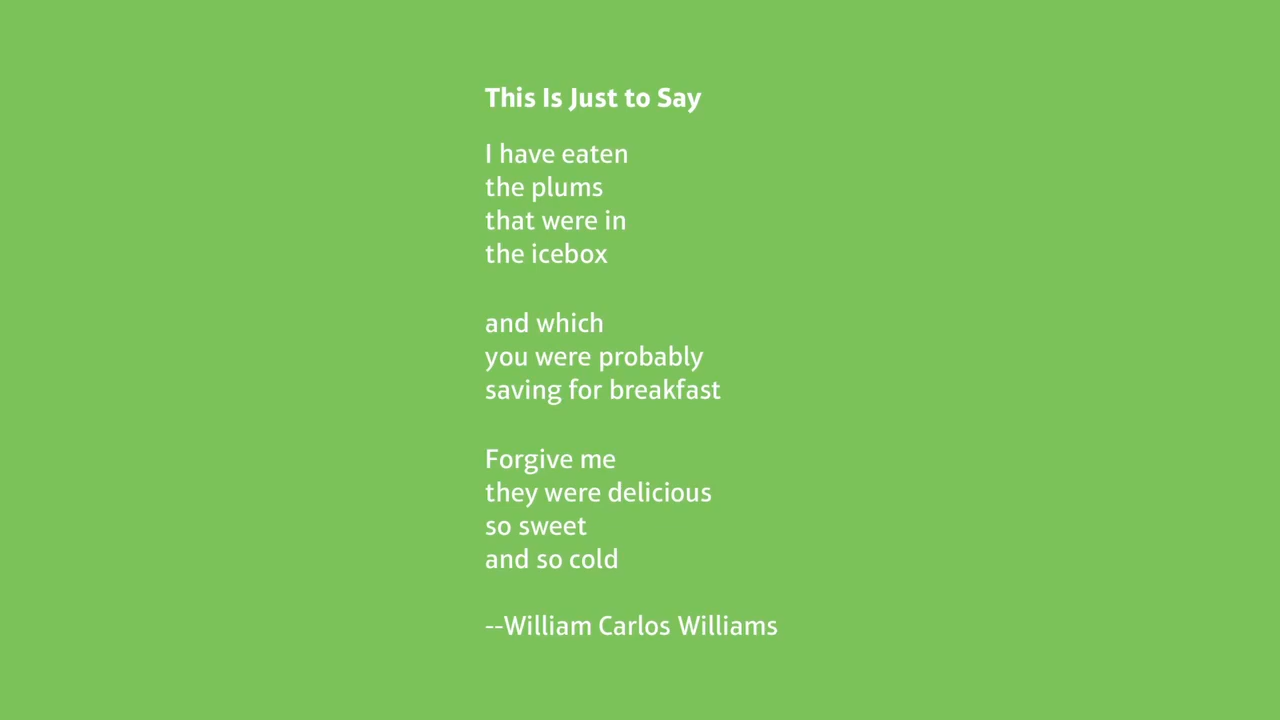 This Is Just to Say
I have eaten
the plums
that were in
the icebox
and which
you were probably
saving for breakfast
Forgive me
they were delicious
so sweet
and so cold
--William Carlos Williams